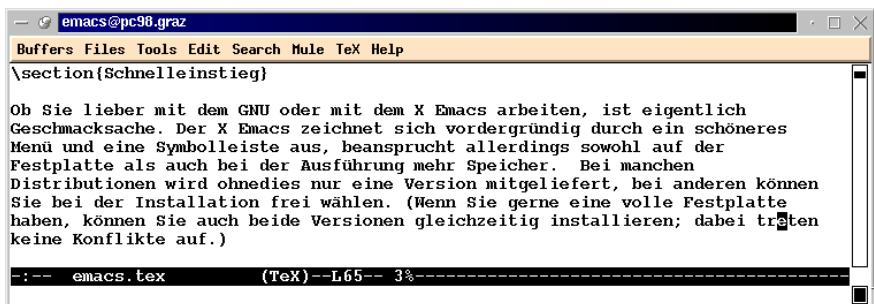 emacs@pc98.graz
Buffers Files Tools Edit Search Mule TeX Help
\section{Schnelleinstieg}
Ob Sie lieber mit dem GNU oder mit dem X Emacs arbeiten, ist eigentlich
Geschmacksache. Der X Emacs zeichnet sich vordergründig durch ein schöneres
Menü und eine Symbolleiste aus, beansprucht allerdings sowohl auf der
Festplatte als auch bei der Ausführung mehr Speicher.  Bei manchen
Distributionen wird ohnedies nur eine Version mitgeliefert, bei anderen können
Sie bei der Installation frei wählen. (Wenn Sie gerne eine volle Festplatte
haben, können Sie auch beide Versionen gleichzeitig installieren; dabei treten
keine Konflikte auf.)
-:--  emacs.tex         (TeX)--L65-- 3%----------------------------------------